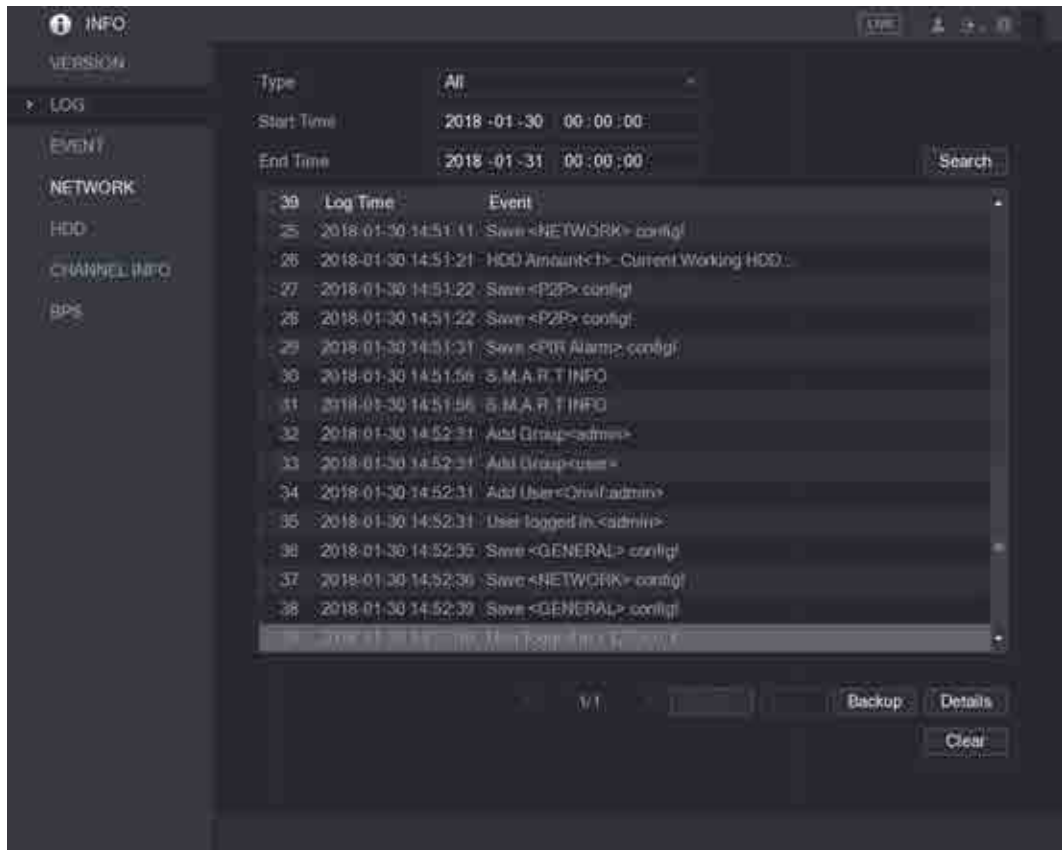 INFO
LIVE
VERSION
LOG
EVENT
NETWORK
HDD
CHANNEL INFO
BPS
Type All
Start Time 2018 -01 -30 00 : 00 : 00
End Time 2018 -01 -31 00 : 00 : 00
Search
39 Log Time Event
25 2018-01-30 14:51:11 Save <NETWORK> config!
26 2018-01-30 14:51:21 HDD Amount<1>, Current Working HDD...
27 2018-01-30 14:51:22 Save <P2P> config!
28 2018-01-30 14:51:22 Save <P2P> config!
29 2018-01-30 14:51:31 Save <PIR Alarm> config!
30 2018-01-30 14:51:56 S.M.A.R.T INFO
31 2018-01-30 14:51:56 S.M.A.R.T INFO
32 2018-01-30 14:52:31 Add Group<admin>
33 2018-01-30 14:52:31 Add Group<user>
34 2018-01-30 14:52:31 Add User<Onvif:admin>
35 2018-01-30 14:52:31 User logged in.<admin>
36 2018-01-30 14:52:35 Save <GENERAL> config!
37 2018-01-30 14:52:36 Save <NETWORK> config!
38 2018-01-30 14:52:39 Save <GENERAL> config!
1/1
Backup
Details
Clear